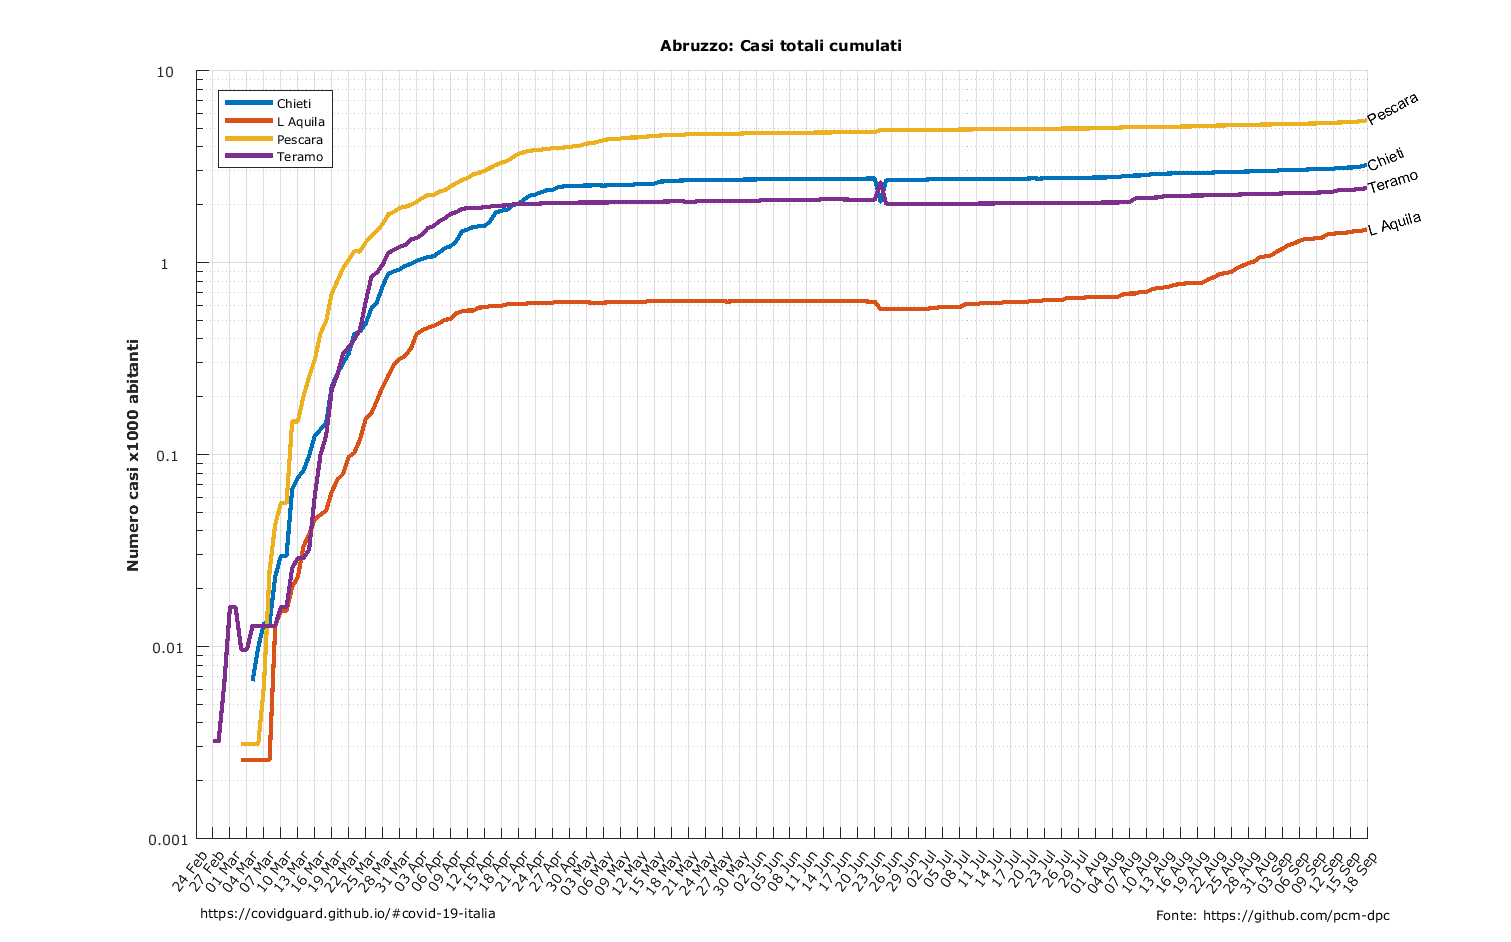 Abruzzo: Casi totali cumulati
10
1
0.1
0.01
0.001
Numero casi x1000 abitanti
Chieti
L Aquila
Pescara
Teramo
Pescara
Chieti
Teramo
L Aquila
24 Feb
27 Feb
01 Mar
04 Mar
07 Mar
10 Mar
13 Mar
16 Mar
19 Mar
22 Mar
25 Mar
28 Mar
31 Mar
03 Apr
06 Apr
09 Apr
12 Apr
15 Apr
18 Apr
21 Apr
24 Apr
27 Apr
30 Apr
03 May
06 May
09 May
12 May
15 May
18 May
21 May
24 May
27 May
30 May
02 Jun
05 Jun
08 Jun
11 Jun
14 Jun
17 Jun
20 Jun
23 Jun
26 Jun
29 Jun
02 Jul
05 Jul
08 Jul
11 Jul
14 Jul
17 Jul
20 Jul
23 Jul
26 Jul
29 Jul
01 Aug
04 Aug
07 Aug
10 Aug
13 Aug
16 Aug
19 Aug
22 Aug
25 Aug
28 Aug
31 Aug
03 Sep
06 Sep
09 Sep
12 Sep
15 Sep
18 Sep
https://covidguard.github.io/#covid-19-italia
Fonte: https://github.com/pcm-dpc